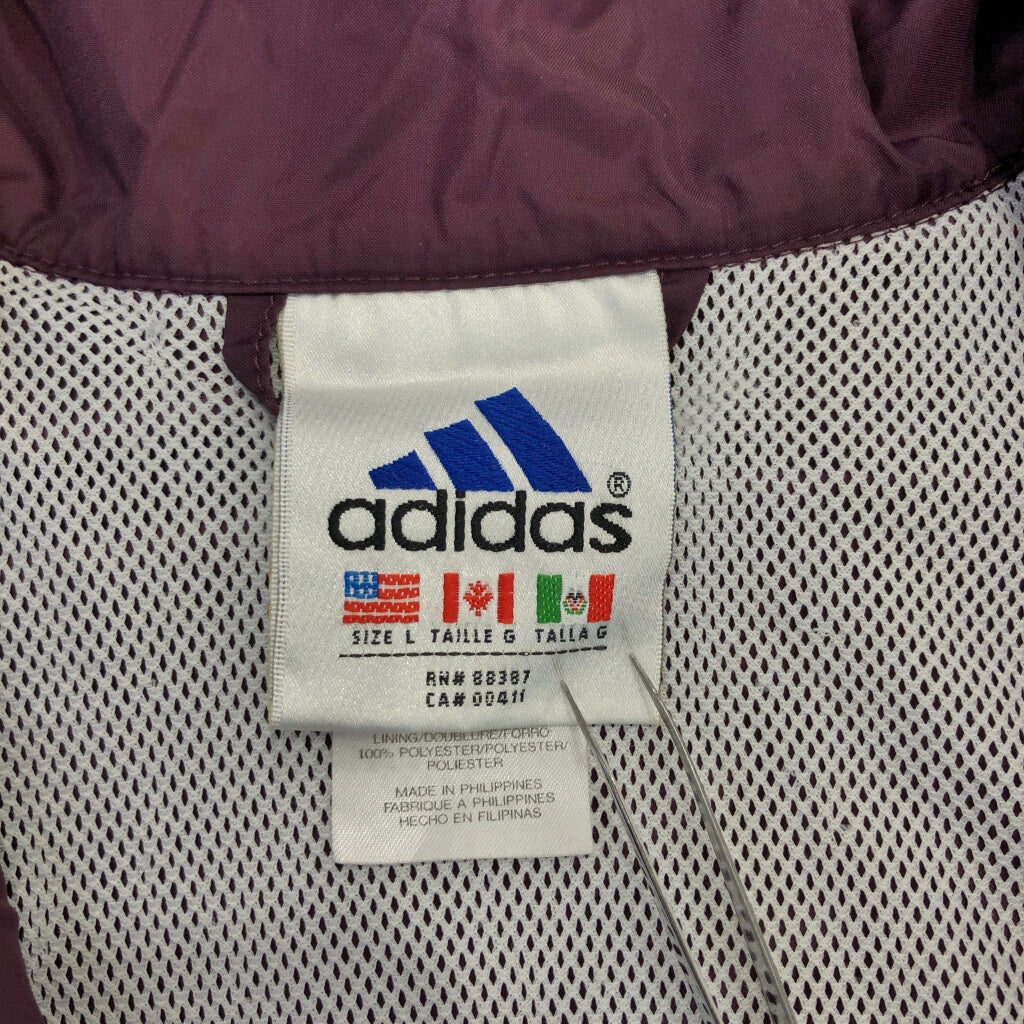 adidas®
SIZE L TAILLE G TALLA G
RN# 88387
CA# 00411
LINING/DOUBLURE/FORRO
100% POLYESTER/POLYESTER/
POLIESTER
MADE IN PHILIPPINES
FABRIQUE A PHILIPPINES
HECHO EN FILIPINAS